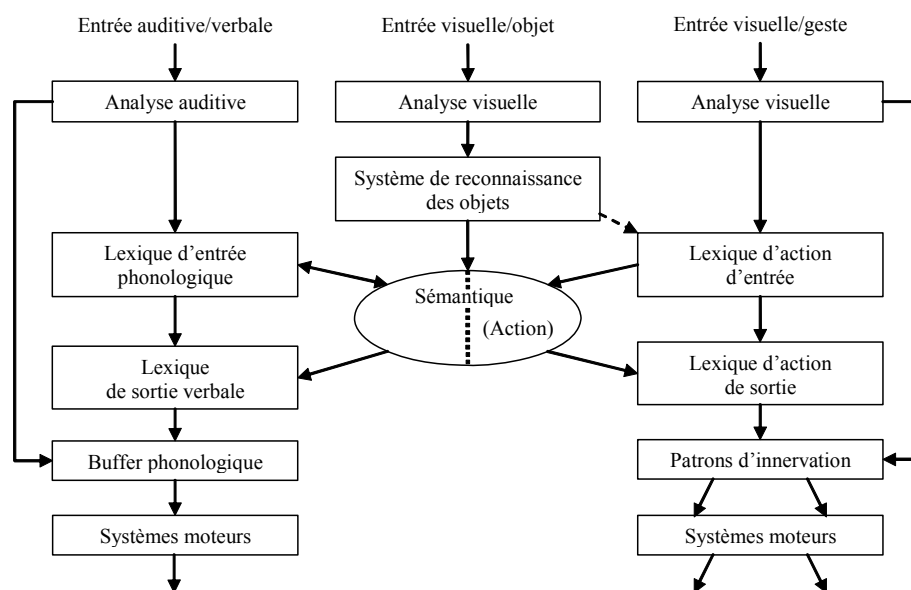 Entrée auditive/verbale
Entrée visuelle/objet
Entrée visuelle/geste
Analyse auditive
Analyse visuelle
Analyse visuelle
Système de reconnaissance
des objets
Lexique d'entrée
phonologique
Lexique d'action
d'entrée
Sémantique
(Action)
Lexique
de sortie verbale
Lexique d'action
de sortie
Buffer phonologique
Patrons d'innervation
Systèmes moteurs
Systèmes moteurs